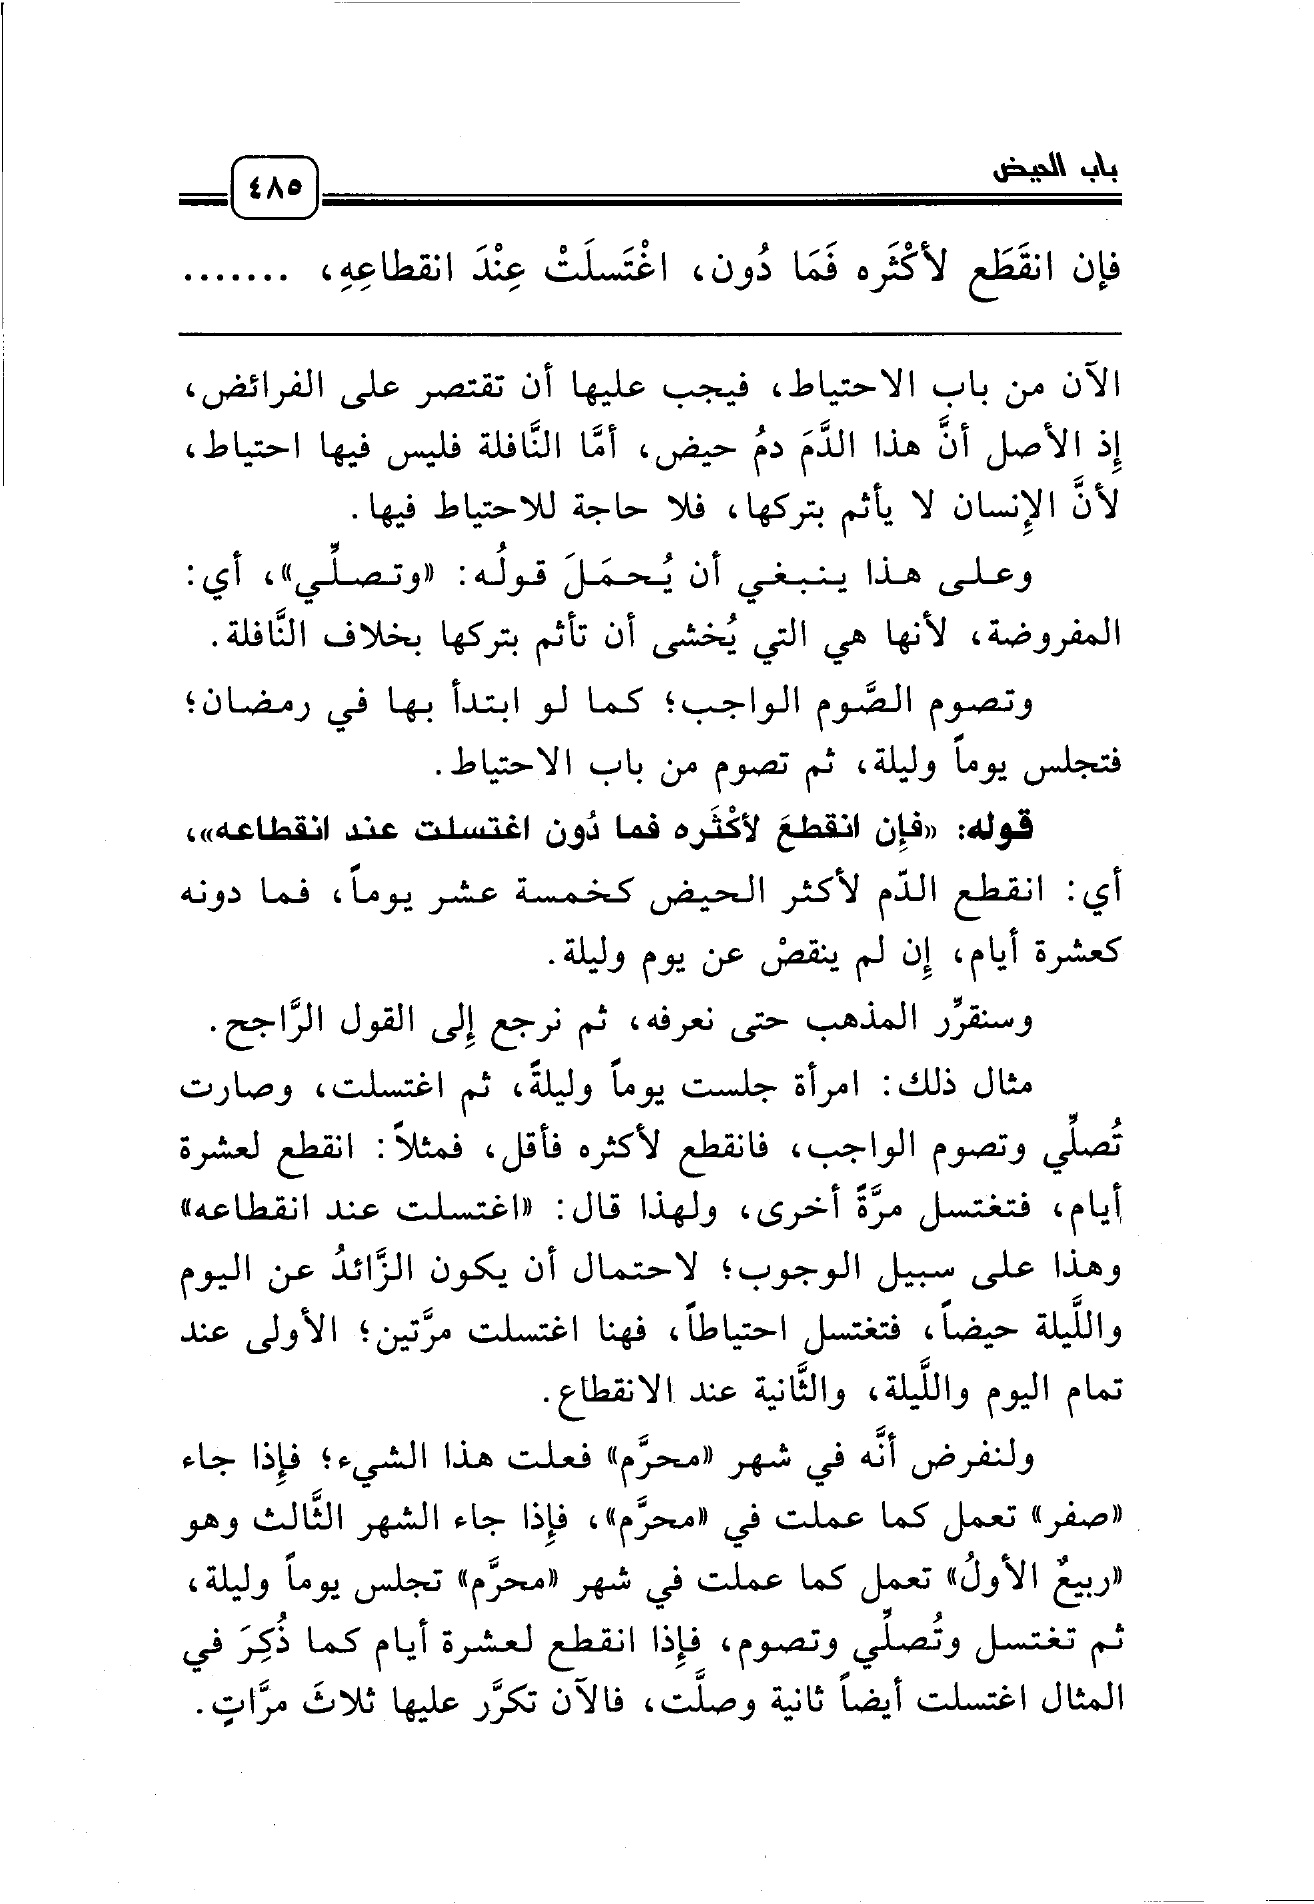 باب الحيض
٤٨٥
فإن انقَطَع لأكْثَره فَمَا دُون، اغْتَسلَتْ عِنْدَ انقطاعِهِ، .......
الآن من باب الاحتياط، فيجب عليها أن تقتصر على الفرائض،
إذ الأصل أنَّ هذا الدَّمَ دمُ حيض، أمَّا النَّافلة فليس فيها احتياط،
لأنَّ الإنسان لا يأثم بتركها، فلا حاجة للاحتياط فيها.
وعلى هذا ينبغي أن يُحمَلَ قولُه: «وتصلِّي»، أي:
المفروضة، لأنها هي التي يُخشى أن تأثم بتركها بخلاف النَّافلة.
وتصوم الصَّوم الواجب؛ كما لو ابتدأ بها في رمضان؛
فتجلس يوماً وليلة، ثم تصوم من باب الاحتياط.
قوله: «فإن انقطعَ لأكْثَره فما دُون اغتسلت عند انقطاعه»،
أي: انقطع الدّم لأكثر الحيض كخمسة عشر يوماً، فما دونه
كعشرة أيام، إن لم ينقصْ عن يوم وليلة.
وسنقرِّر المذهب حتى نعرفه، ثم نرجع إلى القول الرَّاجح.
مثال ذلك: امرأة جلست يوماً وليلةً، ثم اغتسلت، وصارت
تُصلِّي وتصوم الواجب، فانقطع لأكثره فأقل، فمثلاً: انقطع لعشرة
أيام، فتغتسل مرَّةً أخرى، ولهذا قال: «اغتسلت عند انقطاعه»
وهذا على سبيل الوجوب؛ لاحتمال أن يكون الزَّائدُ عن اليوم
واللَّيلة حيضاً، فتغتسل احتياطاً، فهنا اغتسلت مرَّتين؛ الأولى عند
تمام اليوم واللَّيلة، والثَّانية عند الانقطاع.
ولنفرض أنَّه في شهر «محرَّم» فعلت هذا الشيء؛ فإذا جاء
«صفر» تعمل كما عملت في «محرَّم»، فإذا جاء الشهر الثَّالث وهو
«ربيعٌ الأولُ» تعمل كما عملت في شهر «محرَّم» تجلس يوماً وليلة،
ثم تغتسل وتُصلِّي وتصوم، فإذا انقطع لعشرة أيام كما ذُكِرَ في
المثال اغتسلت أيضاً ثانية وصلَّت، فالآن تكرَّر عليها ثلاثَ مرَّاتٍ.